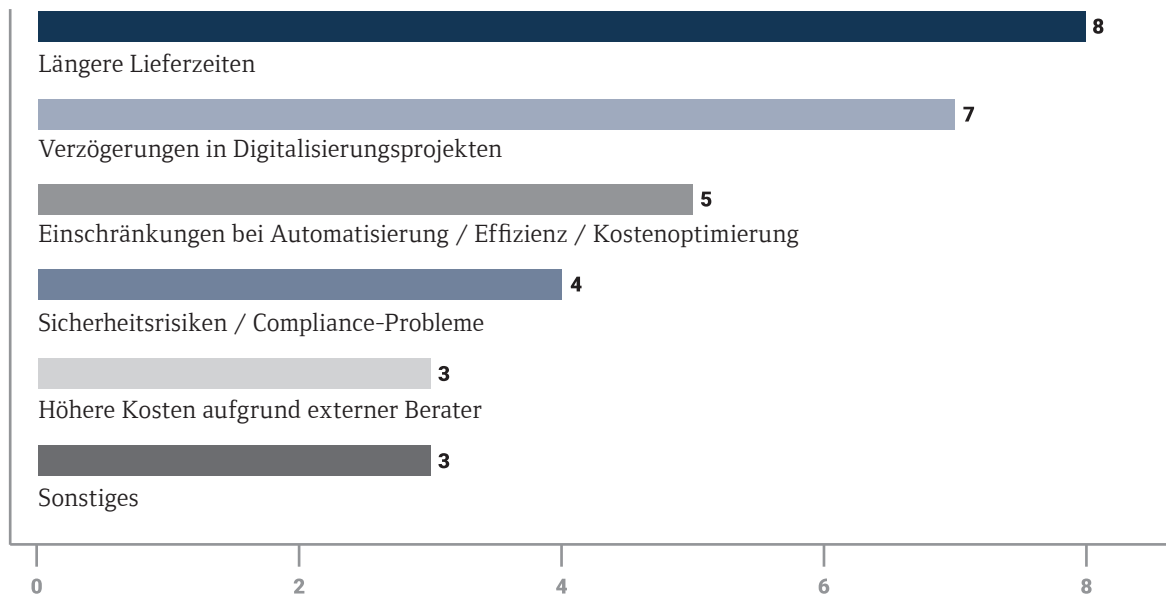 8
Längere Lieferzeiten
7
Verzögerungen in Digitalisierungsprojekten
5
Einschränkungen bei Automatisierung / Effizienz / Kostenoptimierung
4
Sicherheitsrisiken / Compliance-Probleme
3
Höhere Kosten aufgrund externer Berater
3
Sonstiges
0 2 4 6 8